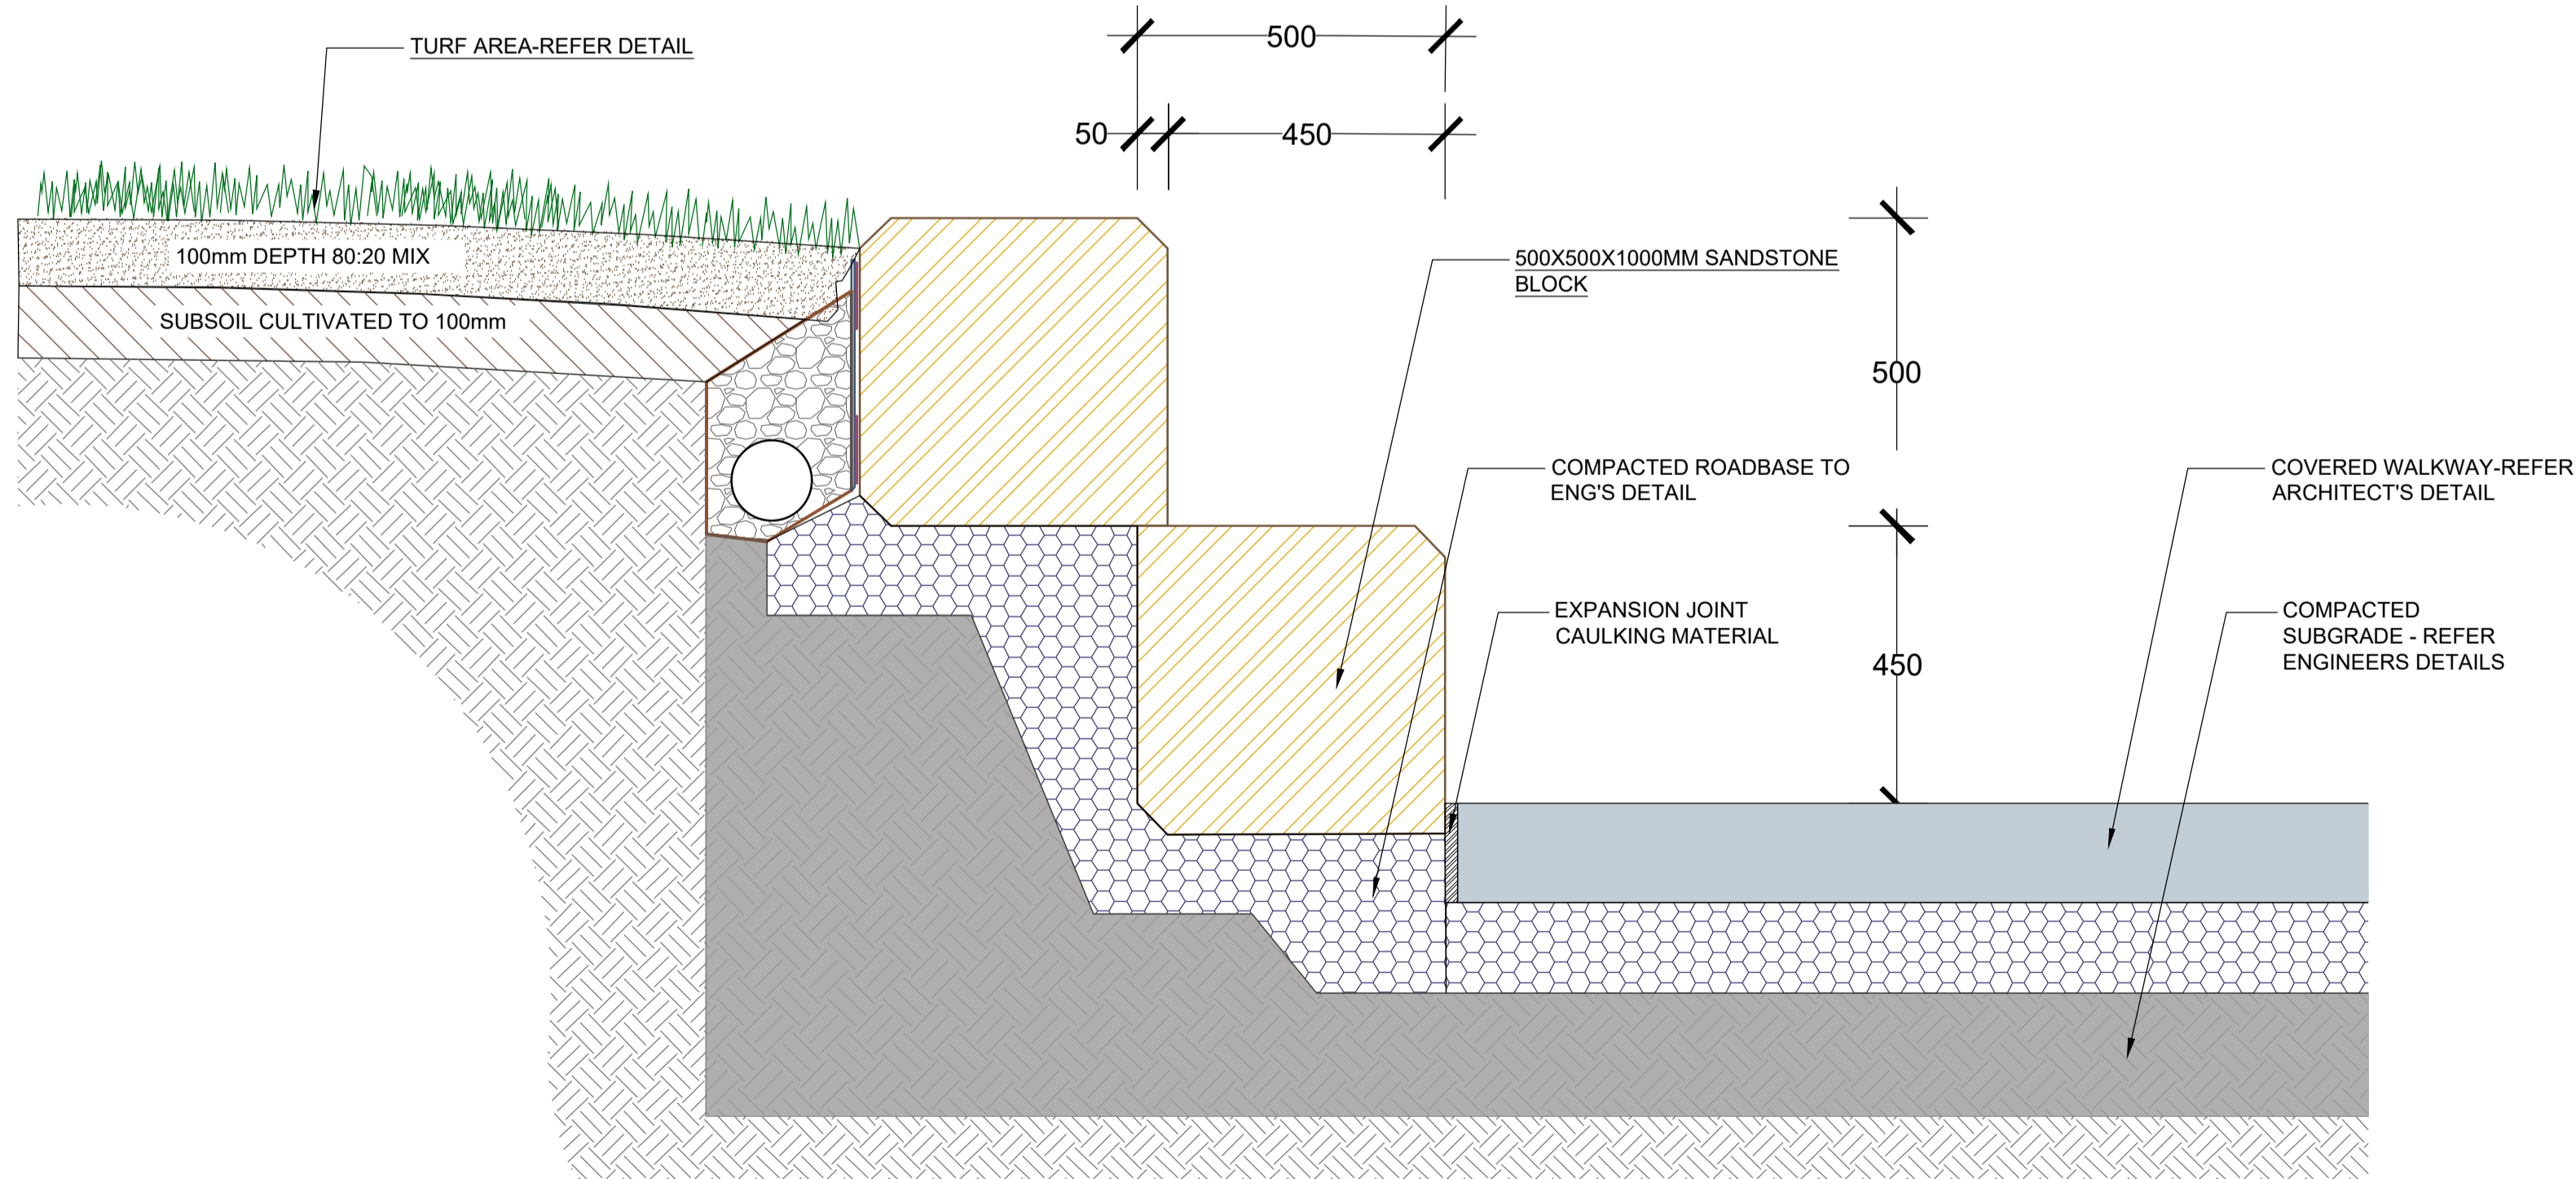 TURF AREA-REFER DETAIL
500
50
450
100mm DEPTH 80:20 MIX
SUBSOIL CULTIVATED TO 100mm
500X500X1000MM SANDSTONE
BLOCK
500
COMPACTED ROADBASE TO
ENG'S DETAIL
COVERED WALKWAY-REFER
ARCHITECT'S DETAIL
EXPANSION JOINT
CAULKING MATERIAL
450
COMPACTED
SUBGRADE - REFER
ENGINEERS DETAILS